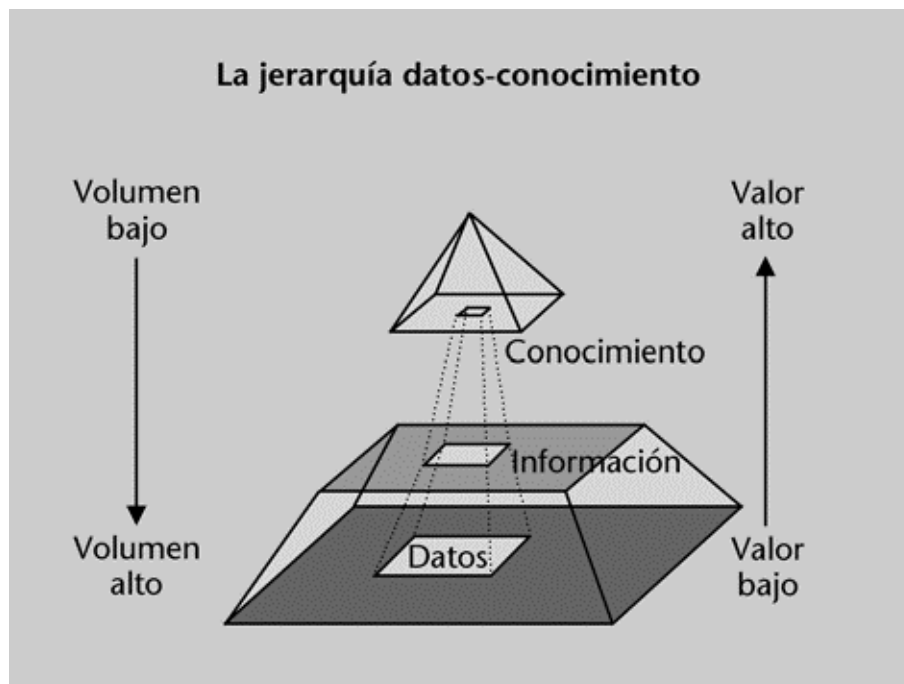 La jerarquía datos-conocimiento
Volumen
bajo
Valor
alto
Conocimiento
Información
Datos
Volumen
alto
Valor
bajo